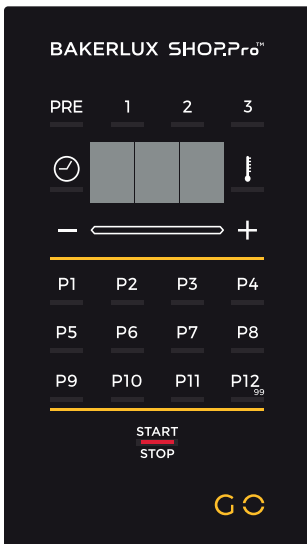 BAKERLUX SHOP.Pro™
PRE 1 2 3
P1 P2 P3 P4
P5 P6 P7 P8
P9 P10 P11 P12
99
START
STOP
GO